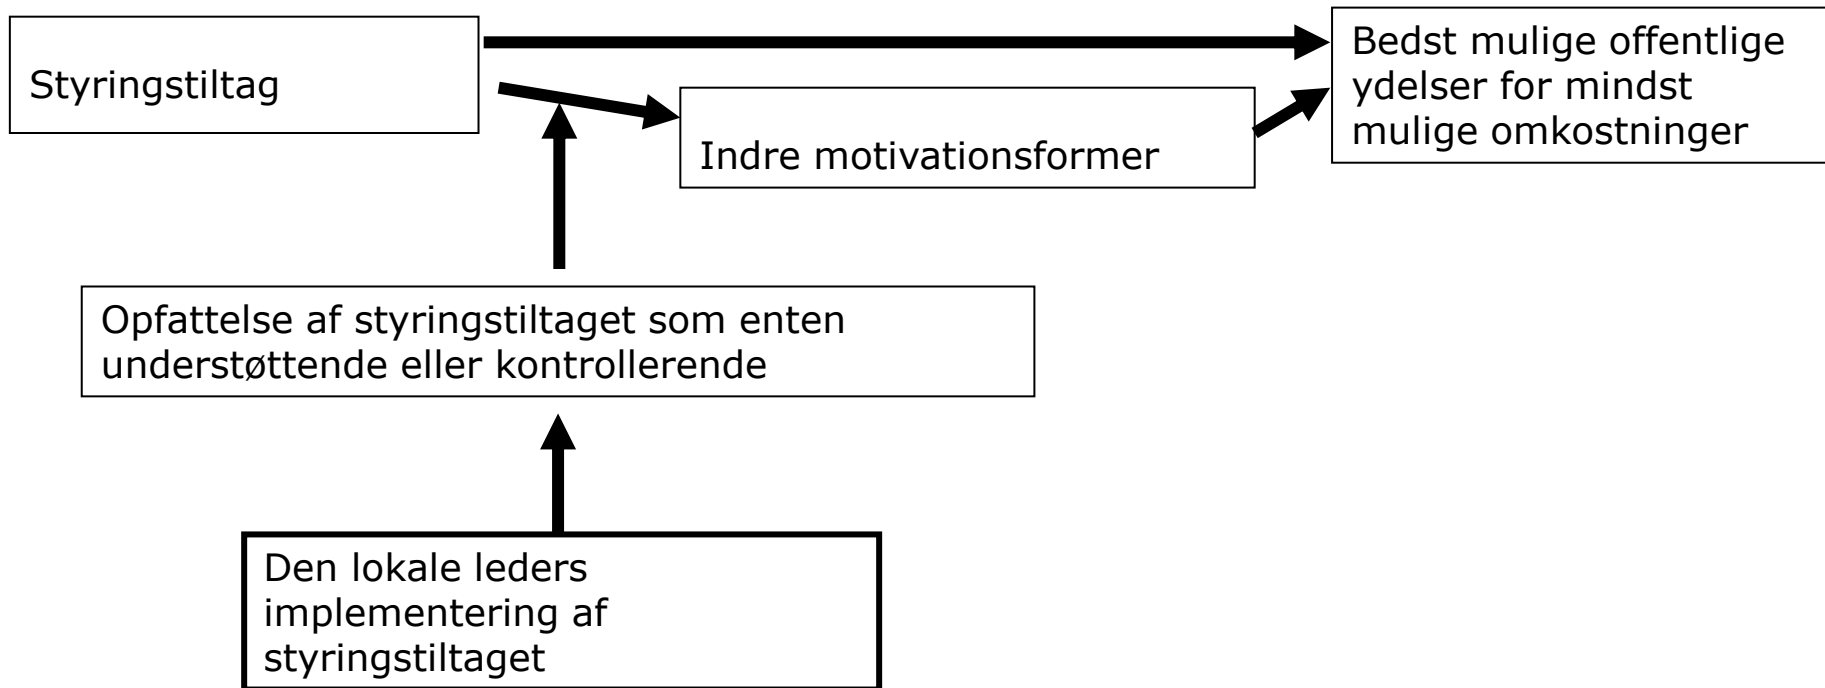 Styringstiltag
Bedst mulige offentlige
ydelser for mindst
mulige omkostninger
Indre motivationsformer
Opfattelse af styringstiltaget som enten
understøttende eller kontrollerende
Den lokale leders
implementering af
styringstiltaget